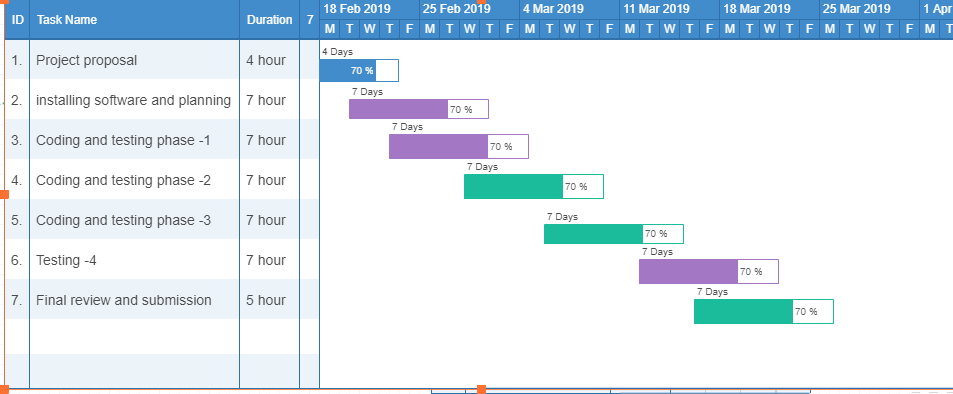 ID Task Name Duration 7 18 Feb 2019 25 Feb 2019 4 Mar 2019 11 Mar 2019 18 Mar 2019 25 Mar 2019 1 Apr
M T W T F M T W T F M T W T F M T W T F M T W T F M T W T F M T
4 Days
1. Project proposal 4 hour 70 %
7 Days
2. installing software and planning 7 hour 70 %
7 Days
3. Coding and testing phase -1 7 hour 70 %
7 Days
4. Coding and testing phase -2 7 hour 70 %
7 Days
5. Coding and testing phase -3 7 hour 70 %
7 Days
6. Testing -4 7 hour 70 %
7 Days
7. Final review and submission 5 hour 70 %